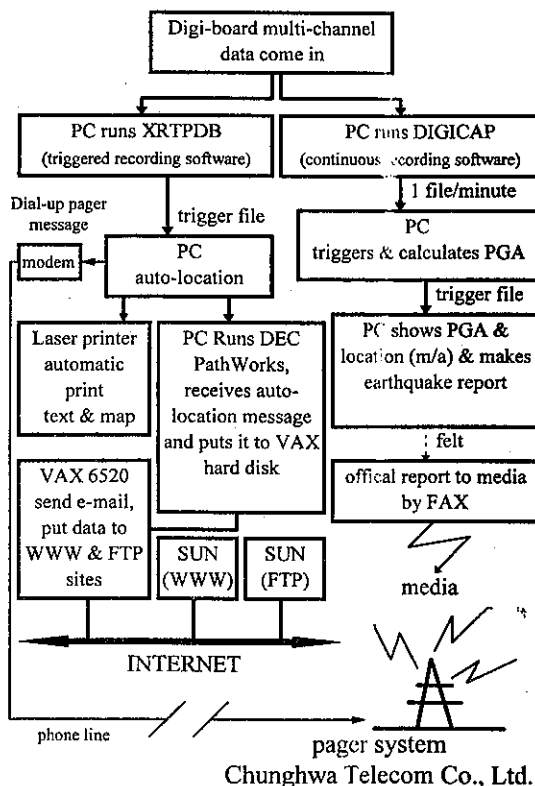 Digi-board multi-channel
data come in
PC runs XRTPDB
(triggered recording software)
PC runs DIGICAP
(continuous recording software)
Dial-up pager
message
trigger file
1 file/minute
modem
PC
auto-location
PC
triggers & calculates PGA
trigger file
Laser printer
automatic
print
text & map
PC Runs DEC
PathWorks,
receives auto-
location message
and puts it to VAX
hard disk
PC shows PGA &
location (m/a) & makes
earthquake report
felt
VAX 6520
send e-mail,
put data to
WWW & FTP
sites
SUN
(WWW)
SUN
(FTP)
offical report to media
by FAX
media
INTERNET
phone line
pager system
Chunghwa Telecom Co., Ltd.